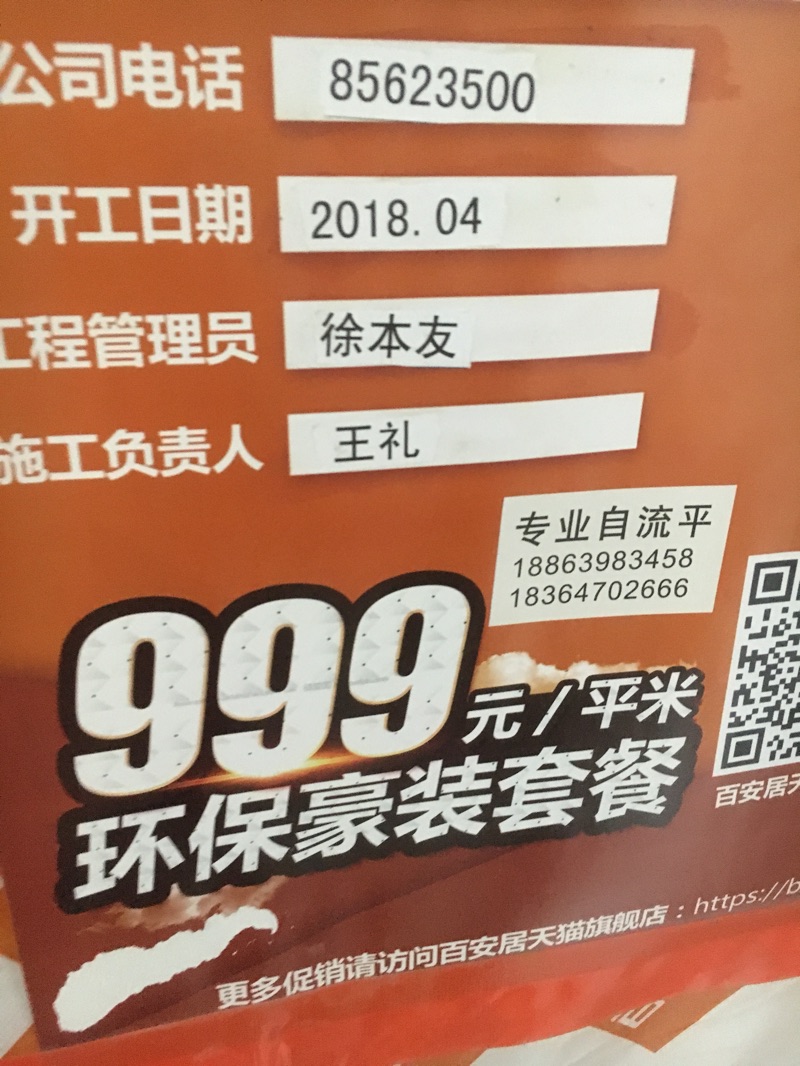 公司电话 85623500
开工日期 2018.04
工程管理员 徐本友
施工负责人 王礼
专业自流平
18863983458
18364702666
999元/平米
环保豪装套餐
百安居天
更多促销请访问百安居天猫旗舰店：https://b